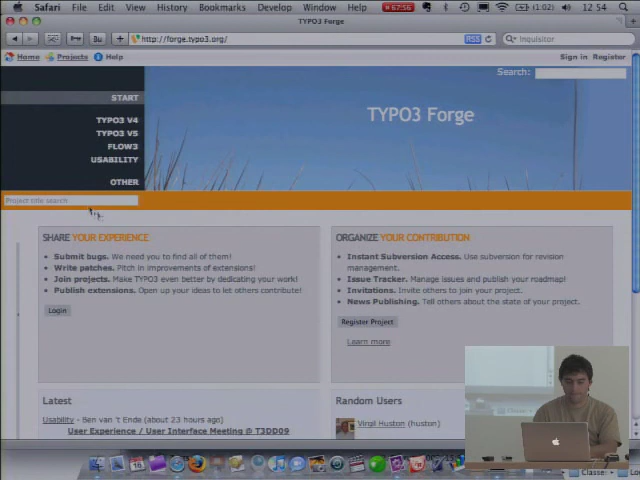 Safari File Edit View History Bookmarks Develop Window Help 67:56 (1:02) 12.54
TYPO3 Forge
http://forge.typo3.org/ RSS Inquisitor
Home Projects Help Sign in Register
Search:
START
TYPO3 Forge
TYPO3 V4
TYPO3 V5
FLOW3
USABILITY
OTHER
Project title search
SHARE YOUR EXPERIENCE
Submit bugs. We need you to find all of them!
Write patches. Pitch in improvements of extensions!
Join projects. Make TYPO3 even better by dedicating your work!
Publish extensions. Open up your ideas to let others contribute!
Login
ORGANIZE YOUR CONTRIBUTION
Instant Subversion Access. Use subversion for revision
management.
Issue Tracker. Manage issues and publish your roadmap!
Invitations. Invite others to join your project.
News Publishing. Tell others about the state of your project.
Register Project
Learn more
Latest
Usability - Ben van 't Ende (about 23 hours ago)
User Experience / User Interface Meeting @ T3DD09
Random Users
Virgil Huston (huston)
Classer